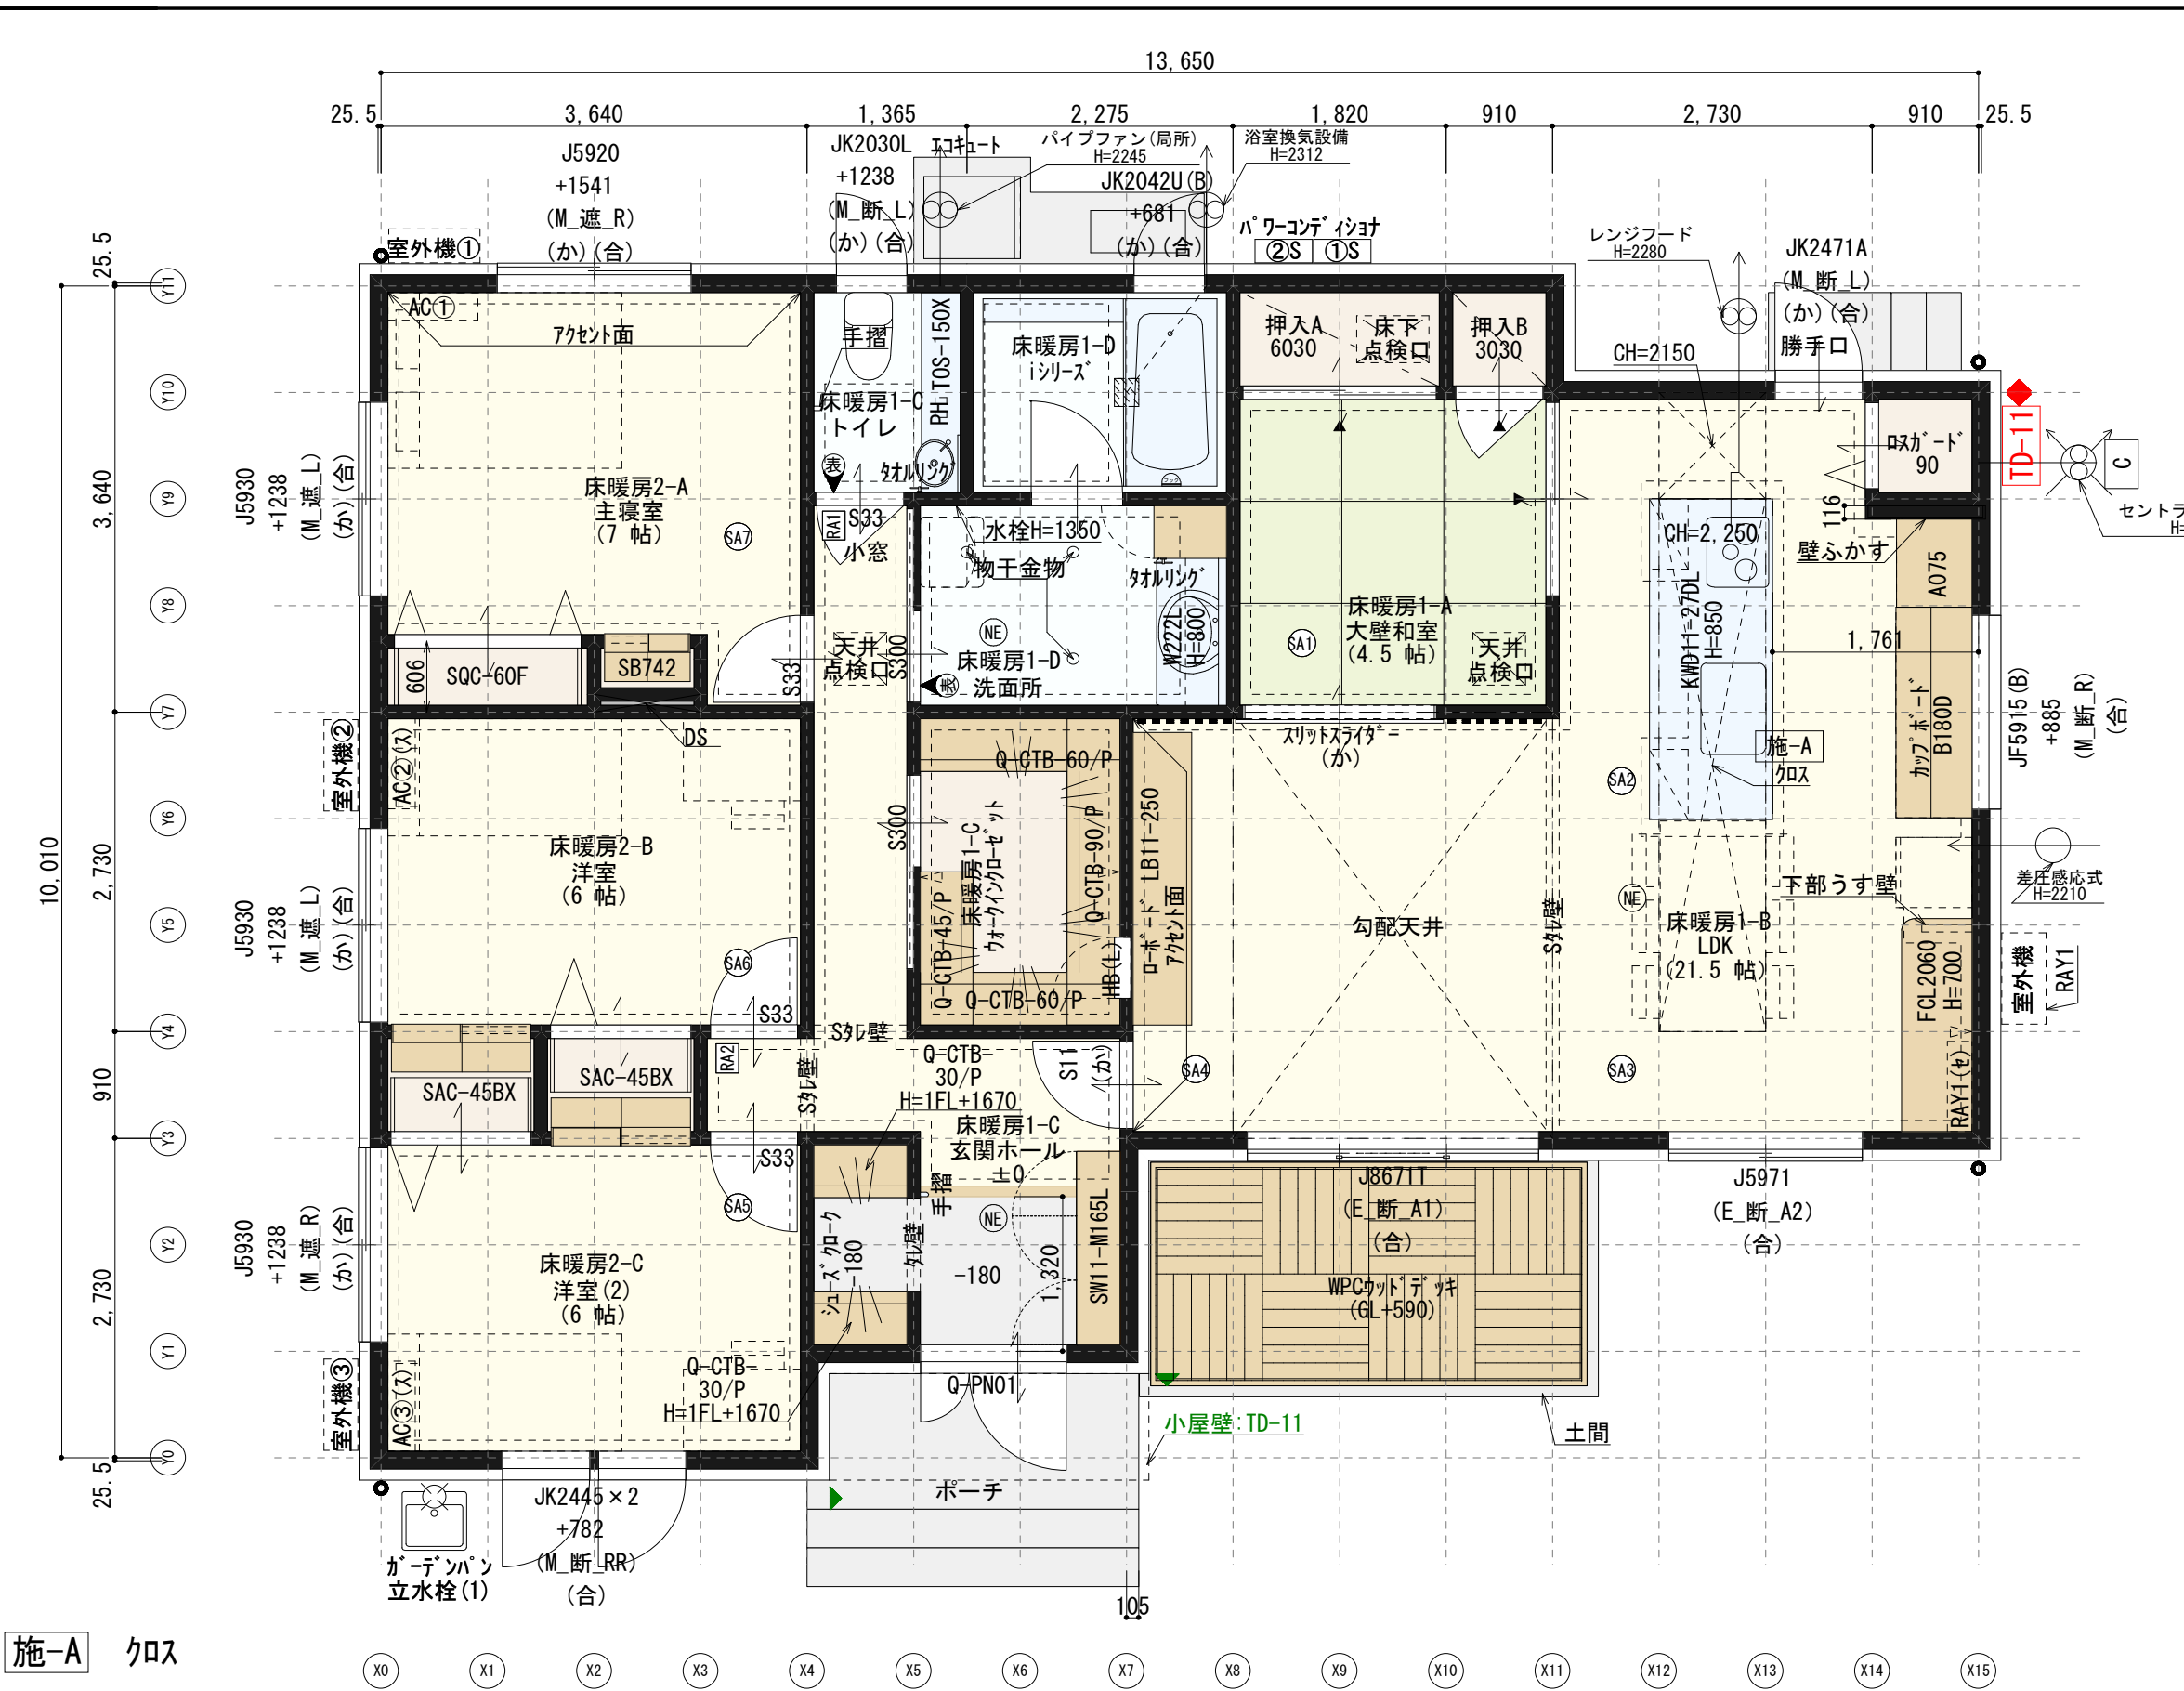 13,650
25.5
3,640
1,365
2,275
1,820
910
2,730
910
25.5
J5920
+1541
(M_遮_R)
(か)(合)
JK2030L
+1238
(M_断_L)
(か)(合)
エコキュート
パイプファン(局所)
H=2245
浴室換気設備
H=2312
JK2042U(B)
+681
(か)(合)
パワーコンディショナ
②S
①S
レンジフード
H=2280
JK2471A
(M_断_L)
(か)(合)
勝手口
CH=2150
室外機①
AC①
アクセント面
手摺
RH_TOS-150X
床暖房1-C
トイレ
表
タオルリング
床暖房1-D
iシリーズ
フック
押入A
6030
床下
点検口
押入B
3030
ロスガード
90
TD-11
C
セントラ
H=
116
壁ふかす
25.5
3,640
2,730
910
2,730
25.5
10,010
Y11
Y10
Y9
Y8
Y7
Y6
Y5
Y4
Y3
Y2
Y1
Y0
J5930
+1238
(M_遮_L)
(か)(合)
床暖房2-A
主寝室
(7 帖)
SA7
RA1
S33
小窓
水栓H=1350
物干金物
タオルリング
W222L
H=800
NE
床暖房1-D
洗面所
表
天井
点検口
S300
S33
SQC-60F
606
SB742
DS
床暖房1-A
大壁和室
(4.5 帖)
SA1
天井
点検口
スリットスライダー
(か)
CH=2,250
KWD11-27DL
H=850
A075
1,761
カップボード
B180D
JF5915(B)
+885
(M_断_R)
(合)
施-A
クロス
SA2
室外機②
AC②(ス)
J5930
+1238
(M_遮_L)
(か)(合)
床暖房2-B
洋室
(6 帖)
SA6
S33
S300
Q-CTB-60/P
床暖房1-C
ウォークインクローゼット
Q-CTB-90/P
Q-CTB-45/P
Q-CTB-60/P
HB(L)
ローボード LB11-250
アクセント面
勾配天井
Sタレ壁
NE
床暖房1-B
LDK
(21.5 帖)
下部うす壁
差圧感応式
H=2210
FCL2060
H=700
RAY1(セ)
室外機
RAY1
SA3
SA4
SAC-45BX
SAC-45BX
RA2
Sタレ壁
Sタレ壁
Q-CTB-
30/P
H=1FL+1670
S11
(か)
床暖房1-C
玄関ホール
±0
J5930
+1238
(M_遮_R)
(か)(合)
S33
SA5
床暖房2-C
洋室(2)
(6 帖)
手摺
シューズクローク
-180
タレ壁
NE
-180
1,320
SW11-M165L
J8671T
(E_断_A1)
(合)
WPCウッドデッキ
(GL+590)
J5971
(E_断_A2)
(合)
室外機③
AC③(ス)
Q-CTB-
30/P
H=1FL+1670
Q-PN01
小屋壁:TD-11
土間
ポーチ
105
JK2445×2
+782
(M_断_RR)
(合)
ガーデンパン
立水栓(1)
施-A クロス
X0
X1
X2
X3
X4
X5
X6
X7
X8
X9
X10
X11
X12
X13
X14
X15